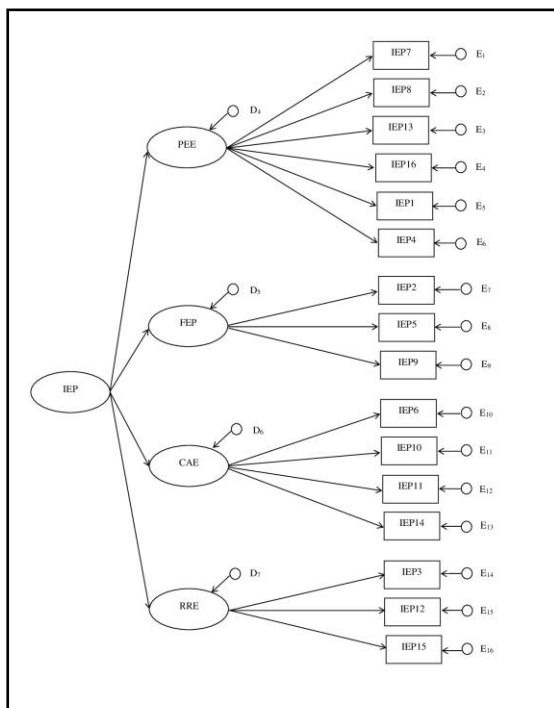 IEP7 E₁
IEP8 E₂
D₄
IEP13 E₃
PEE
IEP16 E₄
IEP1 E₅
IEP4 E₆
D₅
IEP2 E₇
FEP
IEP5 E₈
IEP9 E₉
IEP
IEP6 E₁₀
D₆
IEP10 E₁₁
CAE
IEP11 E₁₂
IEP14 E₁₃
D₇
IEP3 E₁₄
RRE
IEP12 E₁₅
IEP15 E₁₆